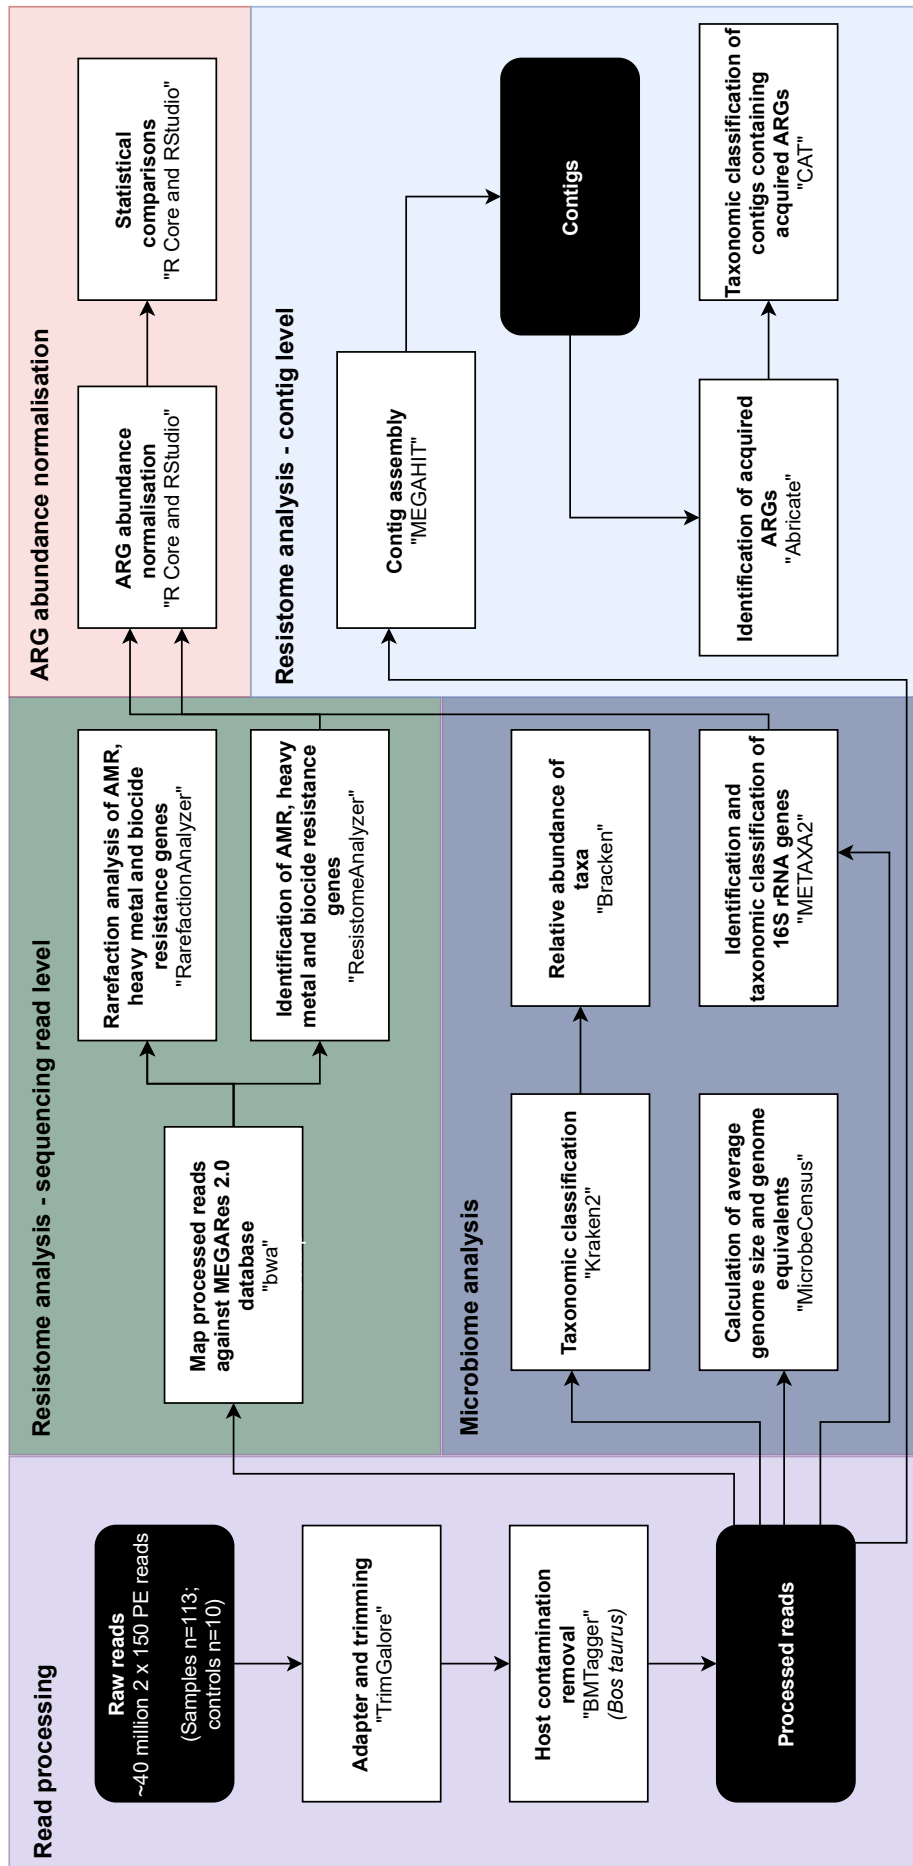 Read processing
Raw reads
~40 million 2 x 150 PE reads
(Samples n=113;
controls n=10)
Adapter and trimming
"TrimGalore"
Host contamination
removal
"BMTagger"
(Bos taurus)
Processed reads
Resistome analysis - sequencing read level
Map processed reads
against MEGARes 2.0
database
"bwa"
Rarefaction analysis of AMR,
heavy metal and biocide
resistance genes
"RarefactionAnalyzer"
Identification of AMR, heavy
metal and biocide resistance
genes
"ResistomeAnalyzer"
Microbiome analysis
Taxonomic classification
"Kraken2"
Relative abundance of
taxa
"Bracken"
Calculation of average
genome size and genome
equivalents
"MicrobeCensus"
Identification and
taxonomic classification of
16S rRNA genes
"METAXA2"
ARG abundance normalisation
ARG abundance
normalisation
"R Core and RStudio"
Statistical
comparisons
"R Core and RStudio"
Resistome analysis - contig level
Contig assembly
"MEGAHIT"
Contigs
Identification of acquired
ARGs
"Abricate"
Taxonomic classification of
contigs containing
acquired ARGs
"CAT"